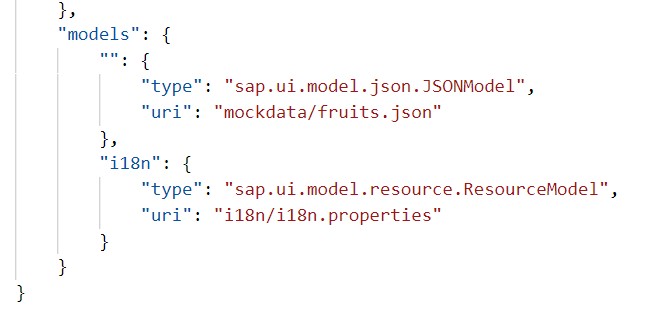 },
"models": {
"": {
"type": "sap.ui.model.json.JSONModel",
"uri": "mockdata/fruits.json"
},
"i18n": {
"type": "sap.ui.model.resource.ResourceModel",
"uri": "i18n/i18n.properties"
}
}
}